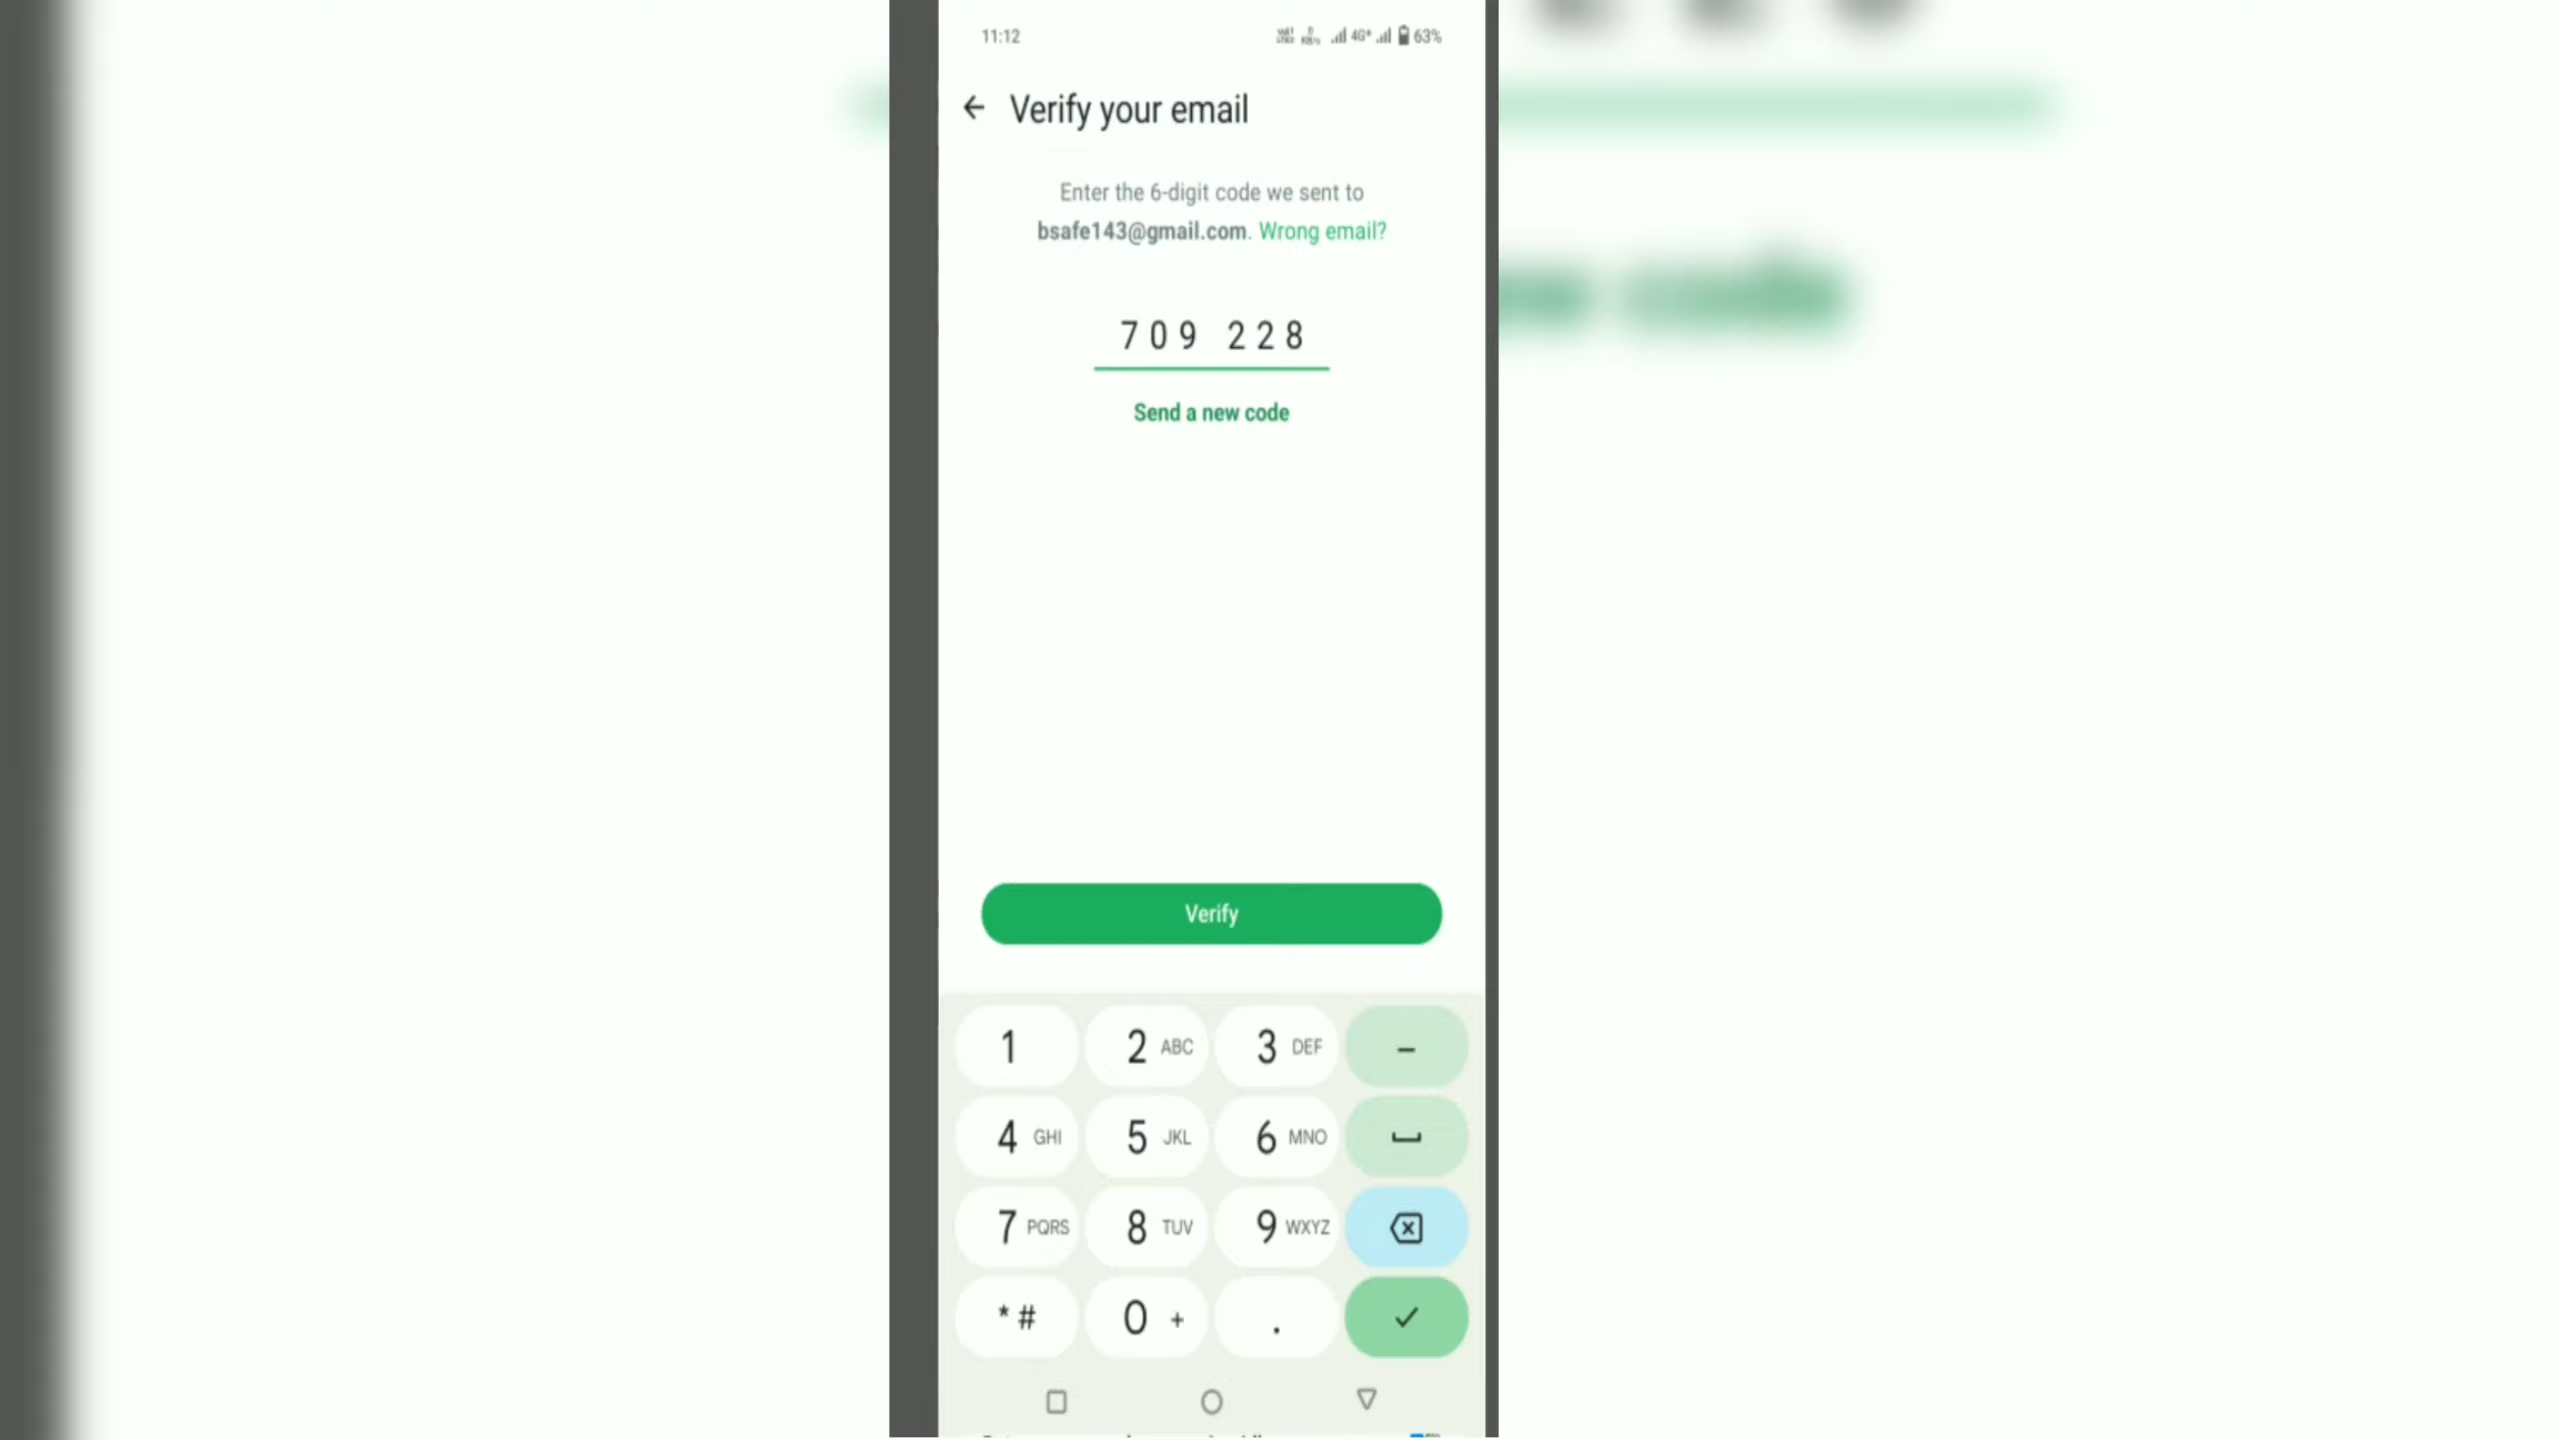 11:12
4G+ 63%
Verify your email
Enter the 6-digit code we sent to
bsafe143@gmail.com. Wrong email?
709 228
Send a new code
Verify
1 2 ABC 3 DEF -
4 GHI 5 JKL 6 MNO
7 PQRS 8 TUV 9 WXYZ
* # 0 + .